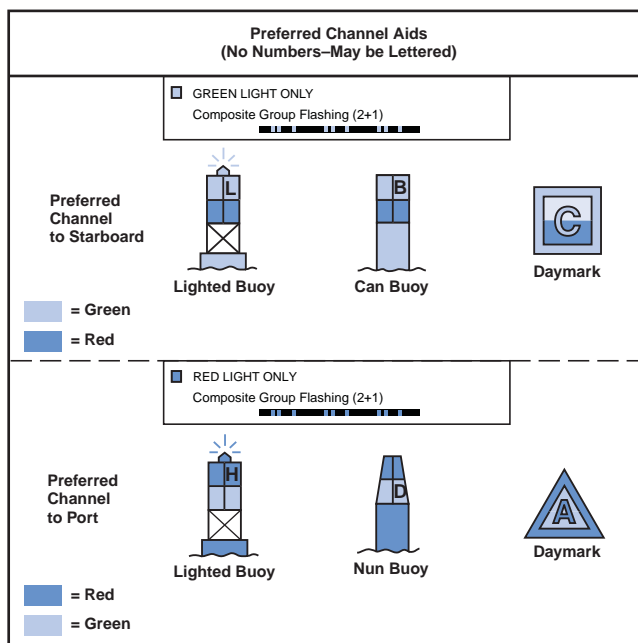 Preferred Channel Aids
(No Numbers–May be Lettered)
GREEN LIGHT ONLY
Composite Group Flashing (2+1)
Preferred
Channel
to Starboard
L
B
C
Lighted Buoy
Can Buoy
Daymark
= Green
= Red
RED LIGHT ONLY
Composite Group Flashing (2+1)
Preferred
Channel
to Port
H
D
A
Lighted Buoy
Nun Buoy
Daymark
= Red
= Green